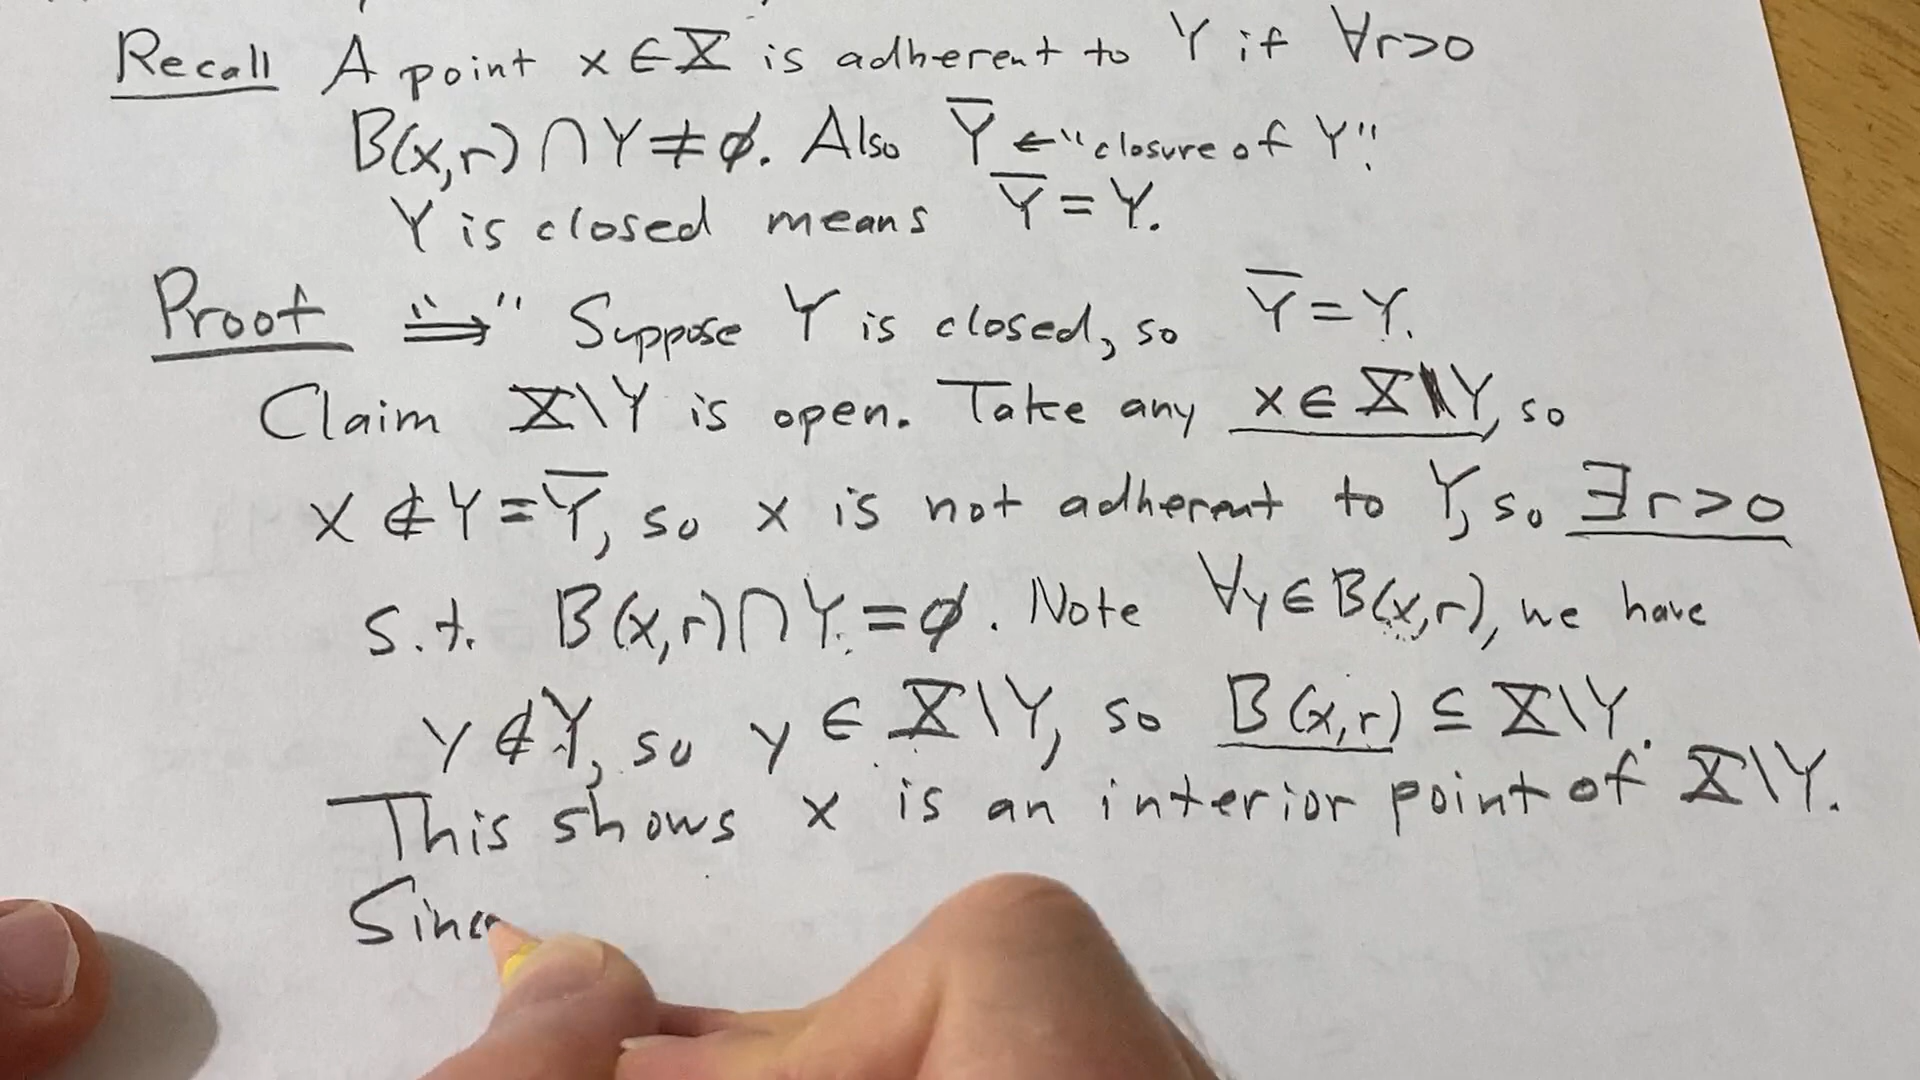 Recall A point x ∈ X is adherent to Y if ∀r>0
B(x,r) ∩ Y ≠ ∅. Also Y̅ ← "closure of Y".
Y is closed means Y̅ = Y.
Proof "⟹" Suppose Y is closed, so Y̅ = Y.
Claim X\Y is open. Take any x ∈ X\Y, so
x ∉ Y = Y̅, so x is not adherent to Y, so ∃r>0
s.t. B(x,r) ∩ Y = ∅. Note ∀y ∈ B(x,r), we have
y ∉ Y, so y ∈ X\Y, so B(x,r) ⊆ X\Y.
This shows x is an interior point of X\Y.
Sinc